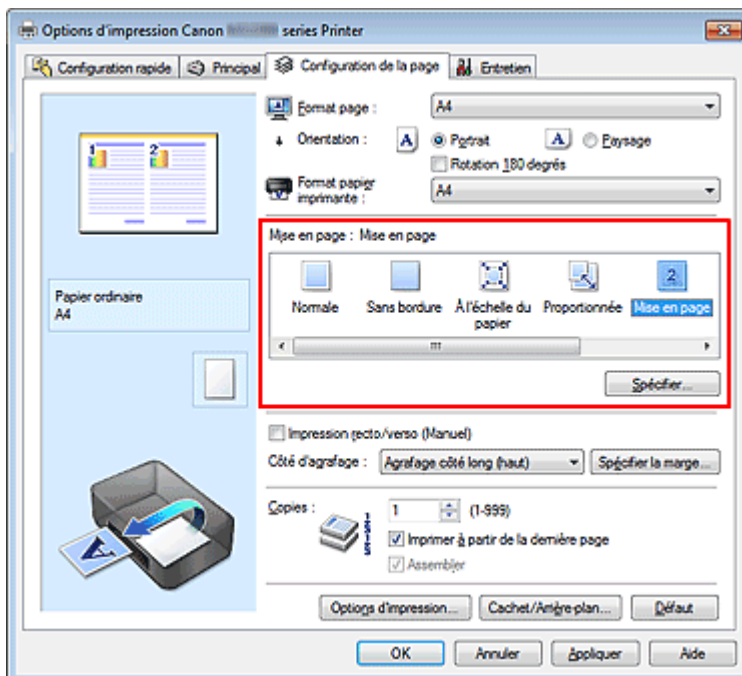 Options d'impression Canon series Printer
Configuration rapide Principal Configuration de la page Entretien
1 2
Papier ordinaire
A4
Format page : A4
Orientation : A Portrait A Paysage
Rotation 180 degrés
Format papier imprimante : A4
Mise en page : Mise en page
2
Normale Sans bordure À l'échelle du papier Proportionnée Mise en page
Spécifier...
Impression recto/verso (Manuel)
Côté d'agrafage : Agrafage côté long (haut) Spécifier la marge...
Copies : 1 (1-999)
Imprimer à partir de la dernière page
Assembler
A
Options d'impression... Cachet/Arrière-plan... Défaut
OK Annuler Appliquer Aide